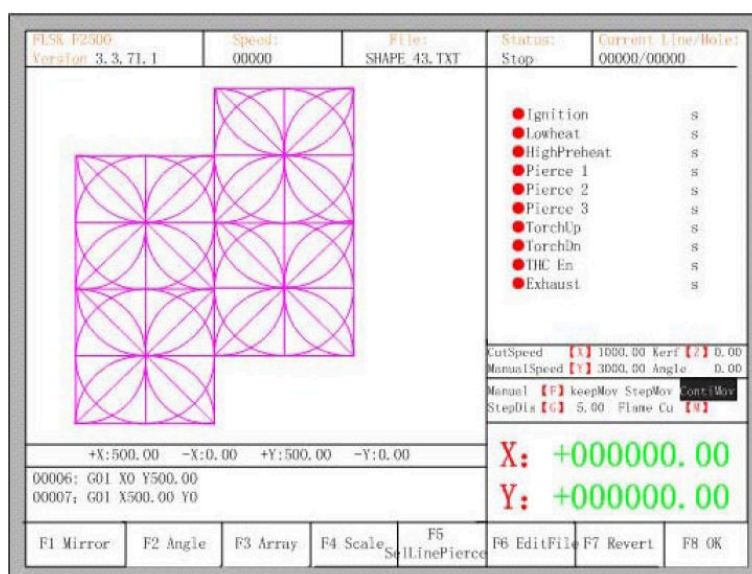 FLSK F2500 Speed: File: Status: Current Line/Hole:
Version 3.3.71.1 00000 SHAPE_43.TXT Stop 00000/00000
Ignition s
Lowheat s
HighPreheat s
Pierce 1 s
Pierce 2 s
Pierce 3 s
TorchUp s
TorchDn s
THC En s
Exhaust s
CutSpeed 【X】 1000.00 Kerf【Z】0.00
ManualSpeed【Y】 3000.00 Angle 0.00
Manual 【F】keepMov StepMov ContiMov
StepDis【G】 5.00 Flame Cu 【M】
+X:500.00 -X:0.00 +Y:500.00 -Y:0.00
00006: G01 X0 Y500.00
00007: G01 X500.00 Y0
X: +000000.00
Y: +000000.00
F1 Mirror F2 Angle F3 Array F4 Scale F5 SelLinePierce F6 EditFile F7 Revert F8 OK